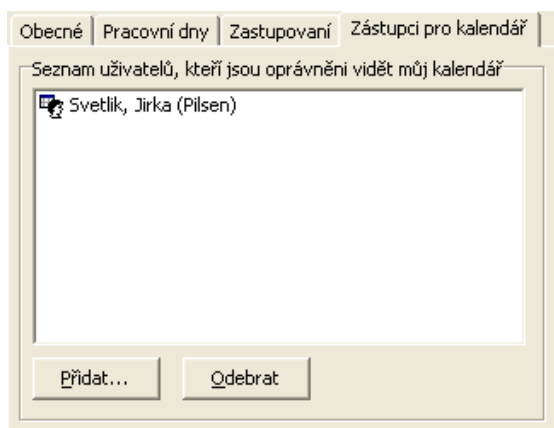 Obecné Pracovní dny Zastupovaní Zástupci pro kalendář
Seznam uživatelů, kteří jsou oprávněni vidět můj kalendář
Svetlik, Jirka (Pilsen)
Přidat... Odebrat